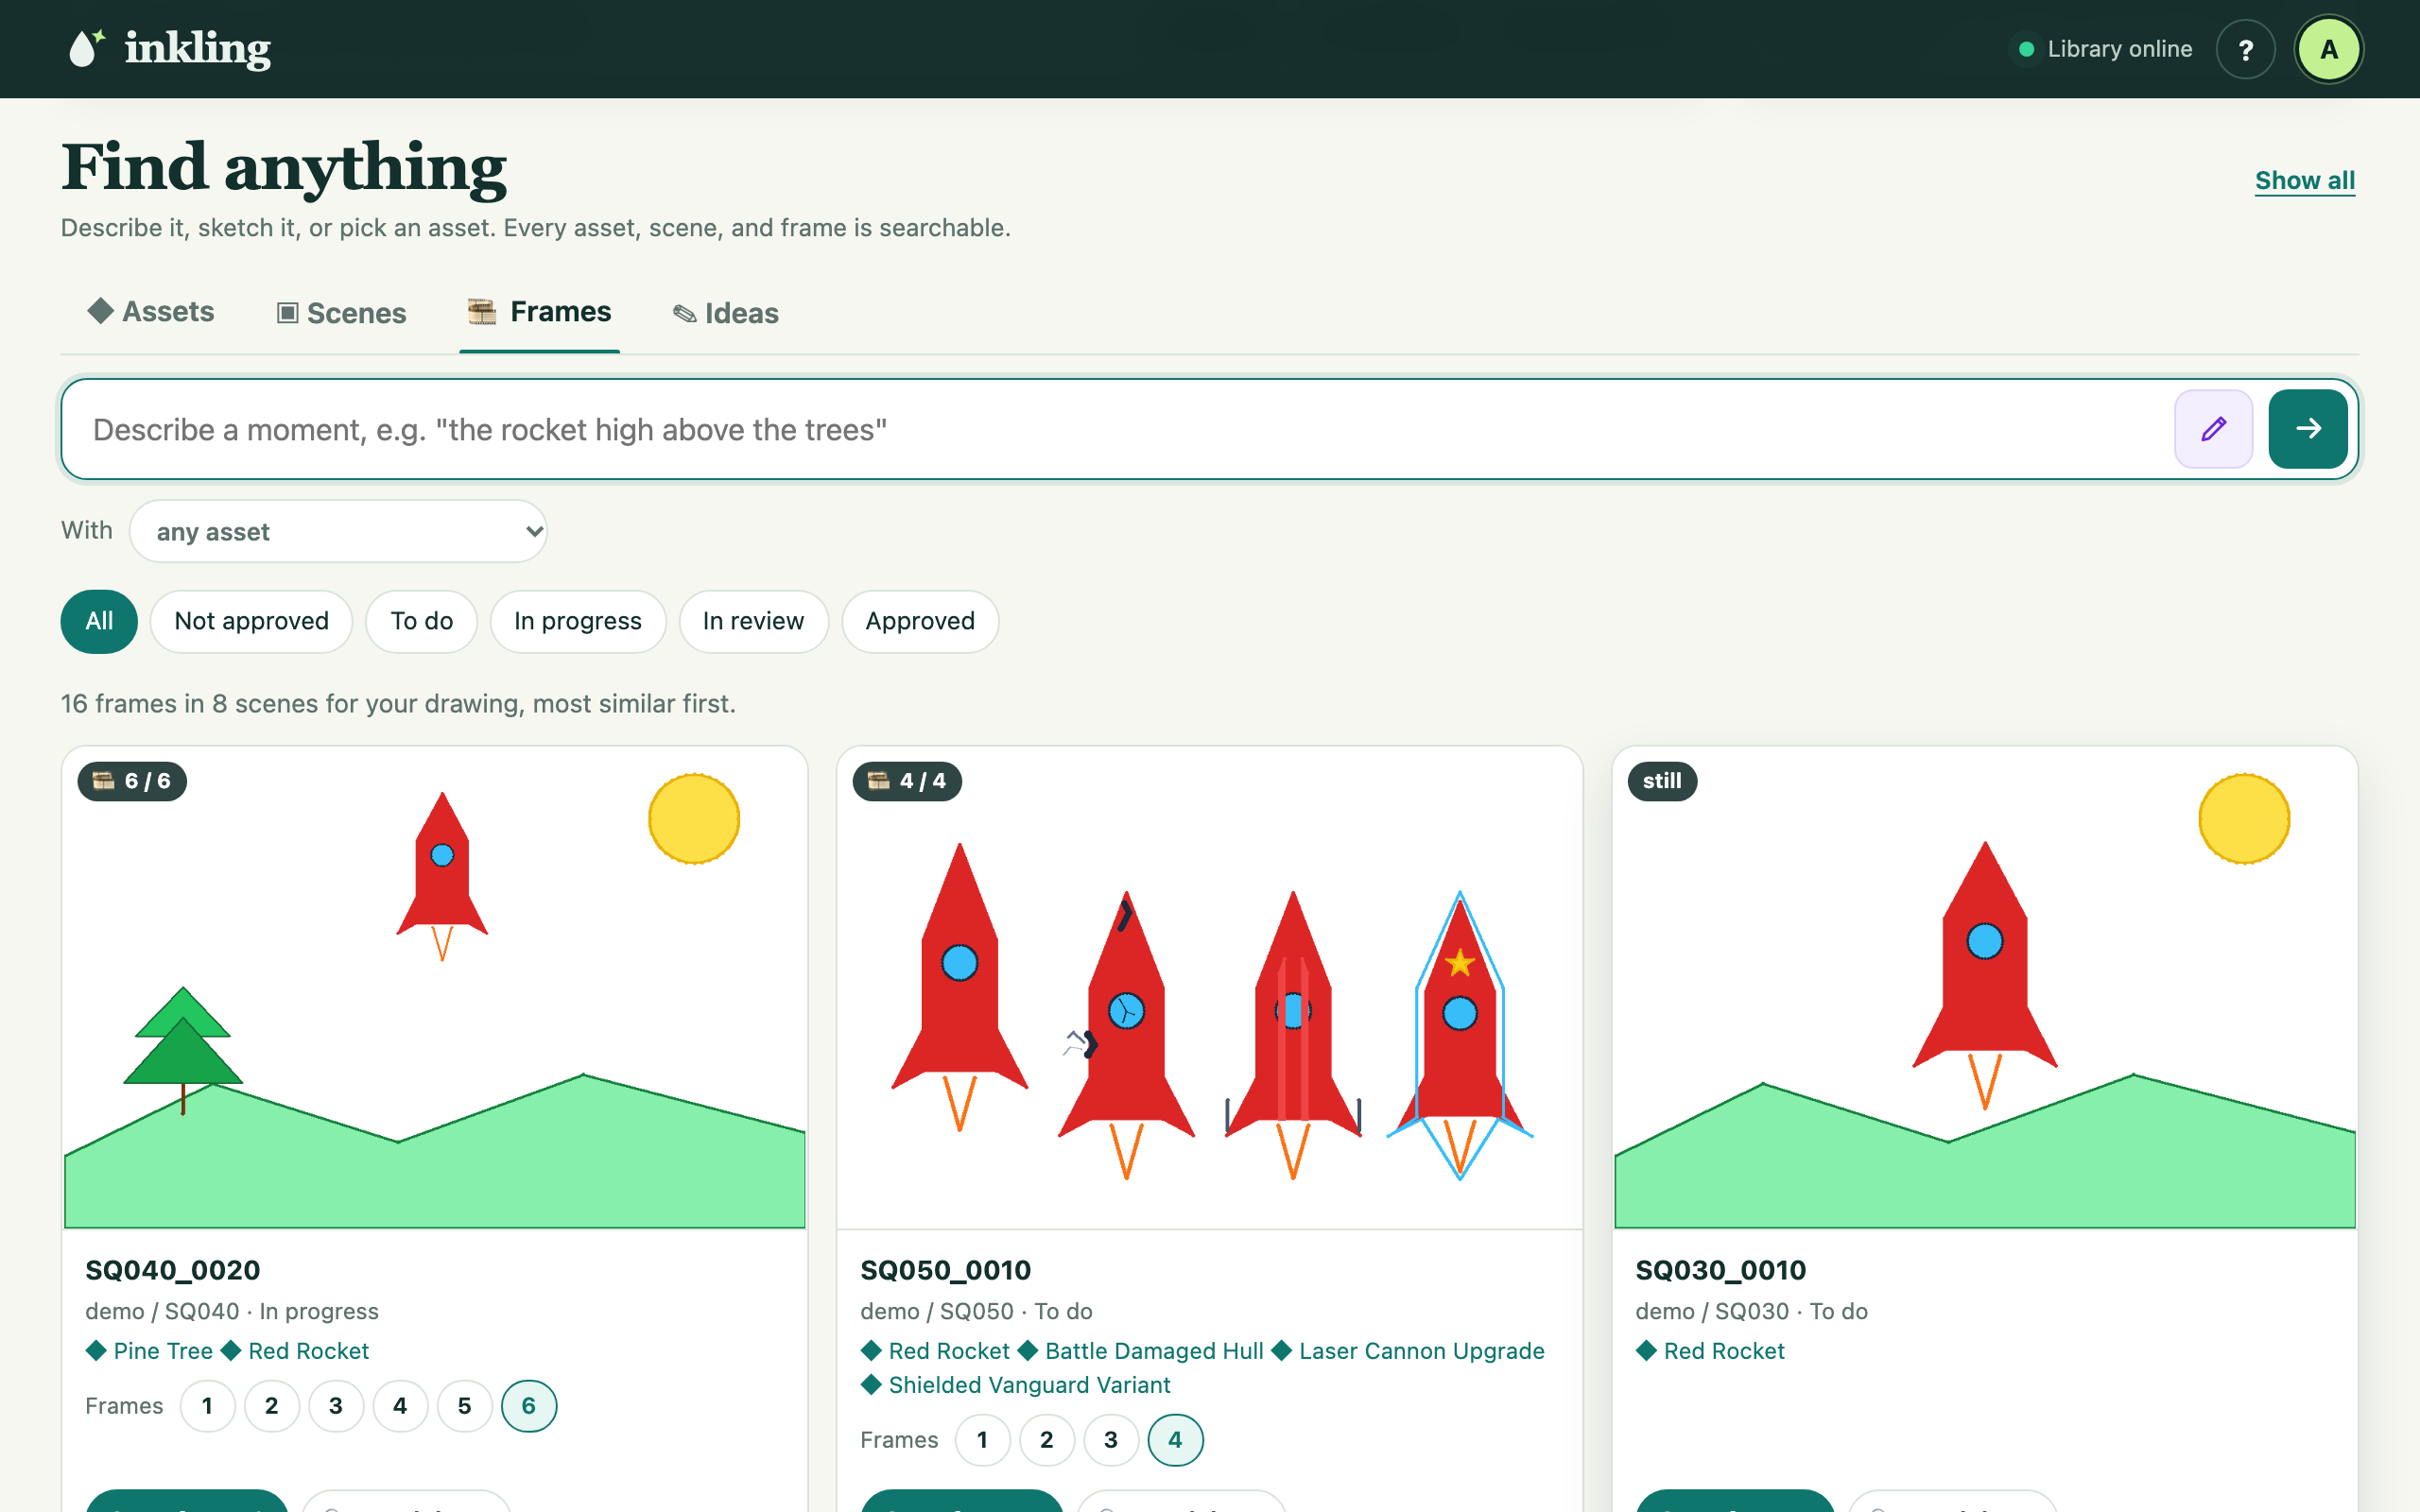 inkling
Library online
?
A
Find anything
Show all
Describe it, sketch it, or pick an asset. Every asset, scene, and frame is searchable.
Assets
Scenes
Frames
Ideas
Describe a moment, e.g. "the rocket high above the trees"
With
any asset
All
Not approved
To do
In progress
In review
Approved
16 frames in 8 scenes for your drawing, most similar first.
6 / 6
4 / 4
still
SQ040_0020
demo / SQ040 · In progress
Pine Tree Red Rocket
Frames 1 2 3 4 5 6
SQ050_0010
demo / SQ050 · To do
Red Rocket Battle Damaged Hull Laser Cannon Upgrade
Shielded Vanguard Variant
Frames 1 2 3 4
SQ030_0010
demo / SQ030 · To do
Red Rocket